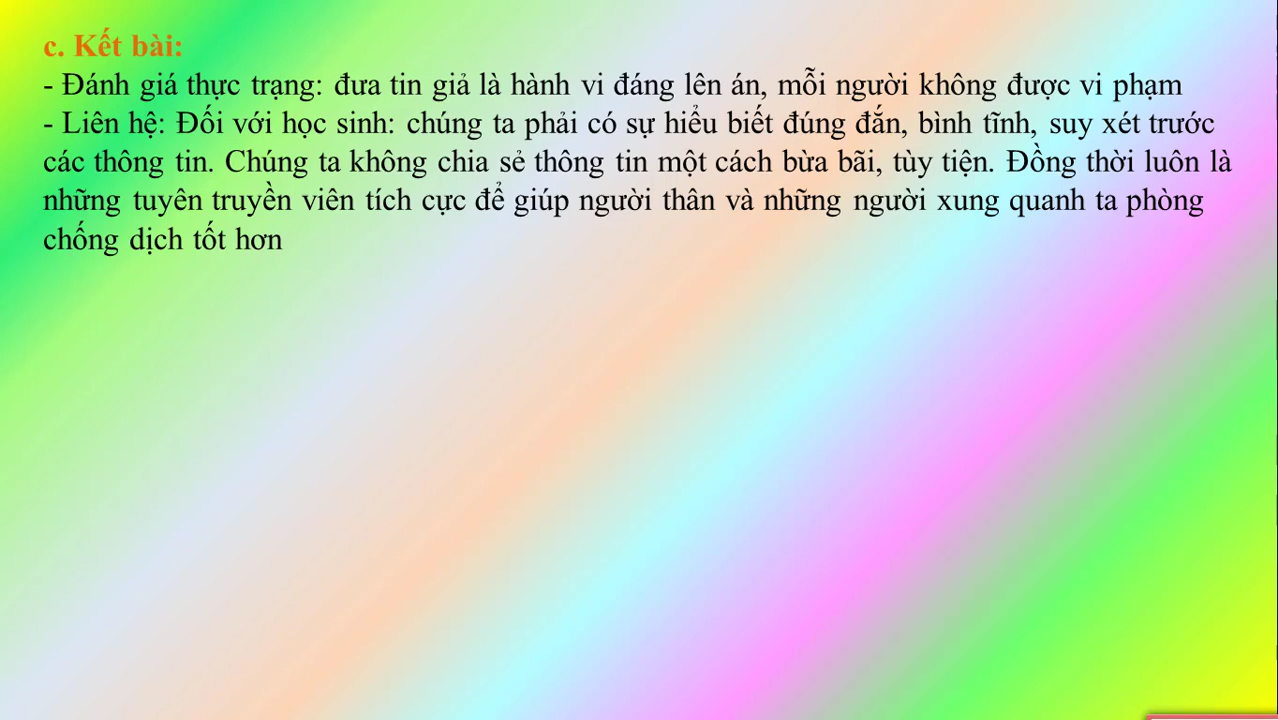 c. Kết bài:
- Đánh giá thực trạng: đưa tin giả là hành vi đáng lên án, mỗi người không được vi phạm
- Liên hệ: Đối với học sinh: chúng ta phải có sự hiểu biết đúng đắn, bình tĩnh, suy xét trước
các thông tin. Chúng ta không chia sẻ thông tin một cách bừa bãi, tùy tiện. Đồng thời luôn là
những tuyên truyền viên tích cực để giúp người thân và những người xung quanh ta phòng
chống dịch tốt hơn